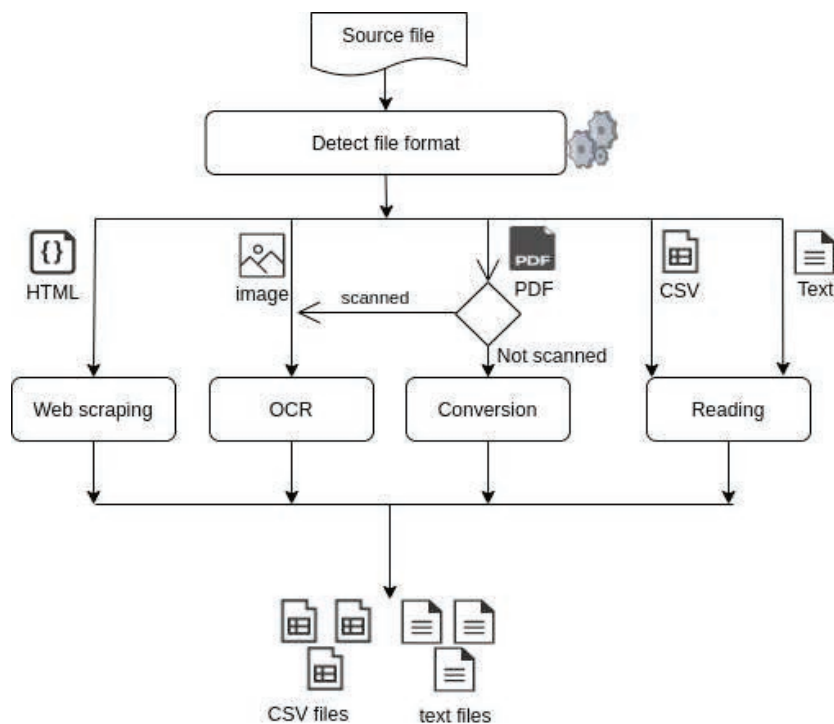 Source file
Detect file format
{}
HTML
image
PDF
PDF
CSV
Text
scanned
Not scanned
Web scraping
OCR
Conversion
Reading
CSV files
text files